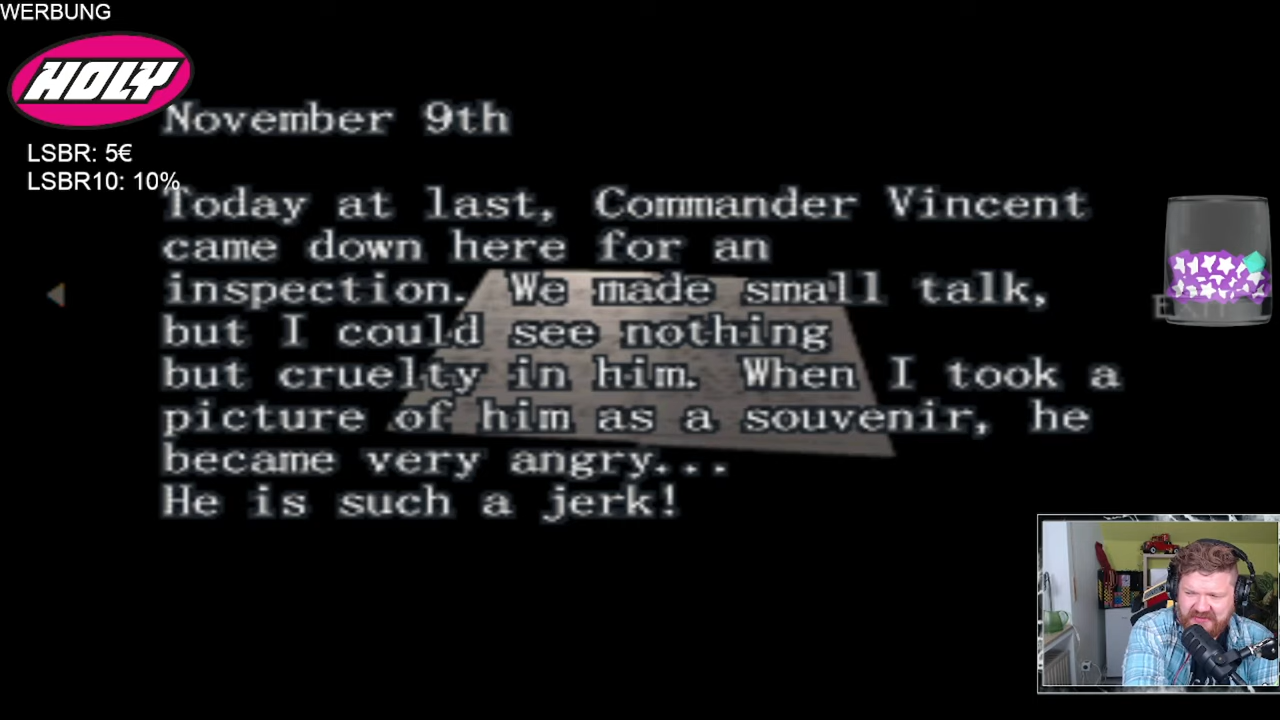 WERBUNG
HOLY
LSBR: 5€
LSBR10: 10%
November 9th
Today at last, Commander Vincent
came down here for an
inspection. We made small talk,
but I could see nothing
but cruelty in him. When I took a
picture of him as a souvenir, he
became very angry...
He is such a jerk!